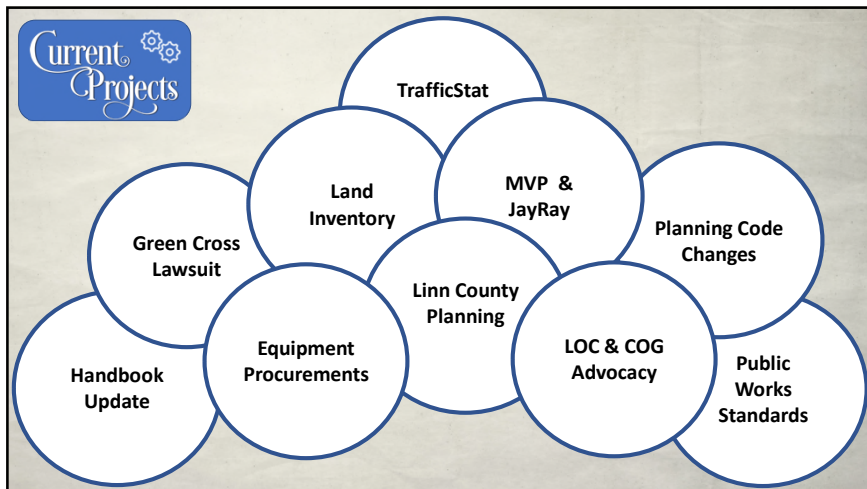 Current
Projects
TrafficStat
Land
Inventory
MVP &
JayRay
Green Cross
Lawsuit
Planning Code
Changes
Linn County
Planning
Handbook
Update
Equipment
Procurements
LOC & COG
Advocacy
Public
Works
Standards